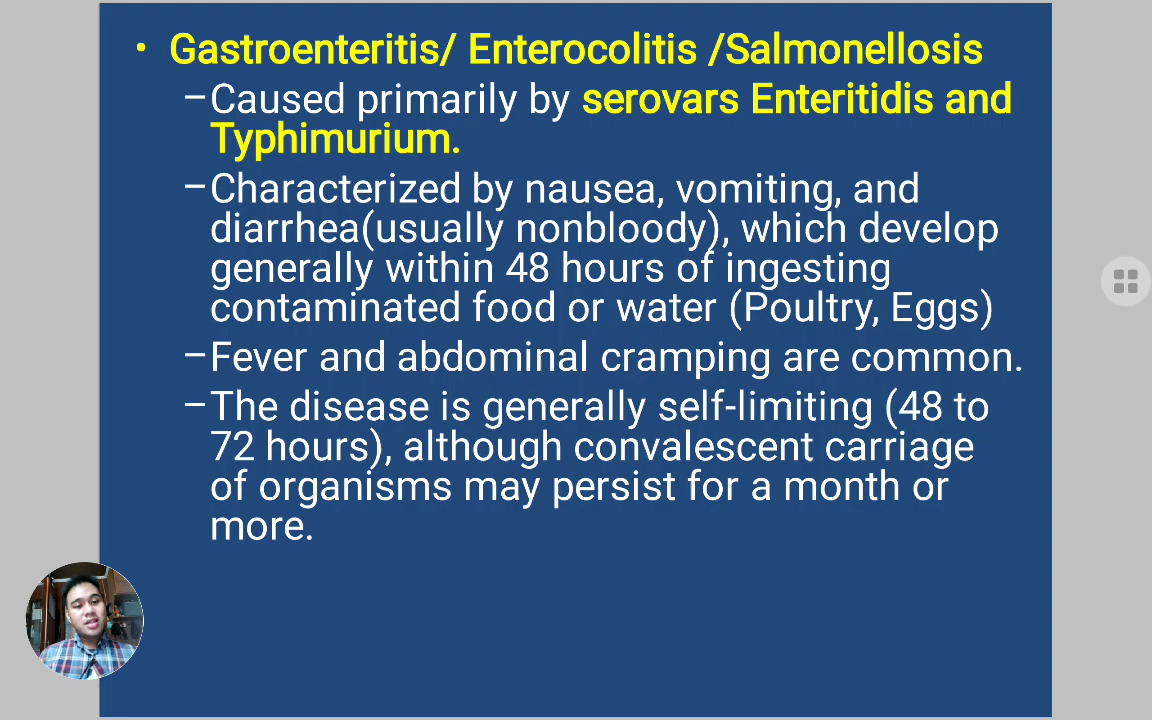 • Gastroenteritis/ Enterocolitis /Salmonellosis
–Caused primarily by serovars Enteritidis and
Typhimurium.
–Characterized by nausea, vomiting, and
diarrhea(usually nonbloody), which develop
generally within 48 hours of ingesting
contaminated food or water (Poultry, Eggs)
–Fever and abdominal cramping are common.
–The disease is generally self-limiting (48 to
72 hours), although convalescent carriage
of organisms may persist for a month or
more.